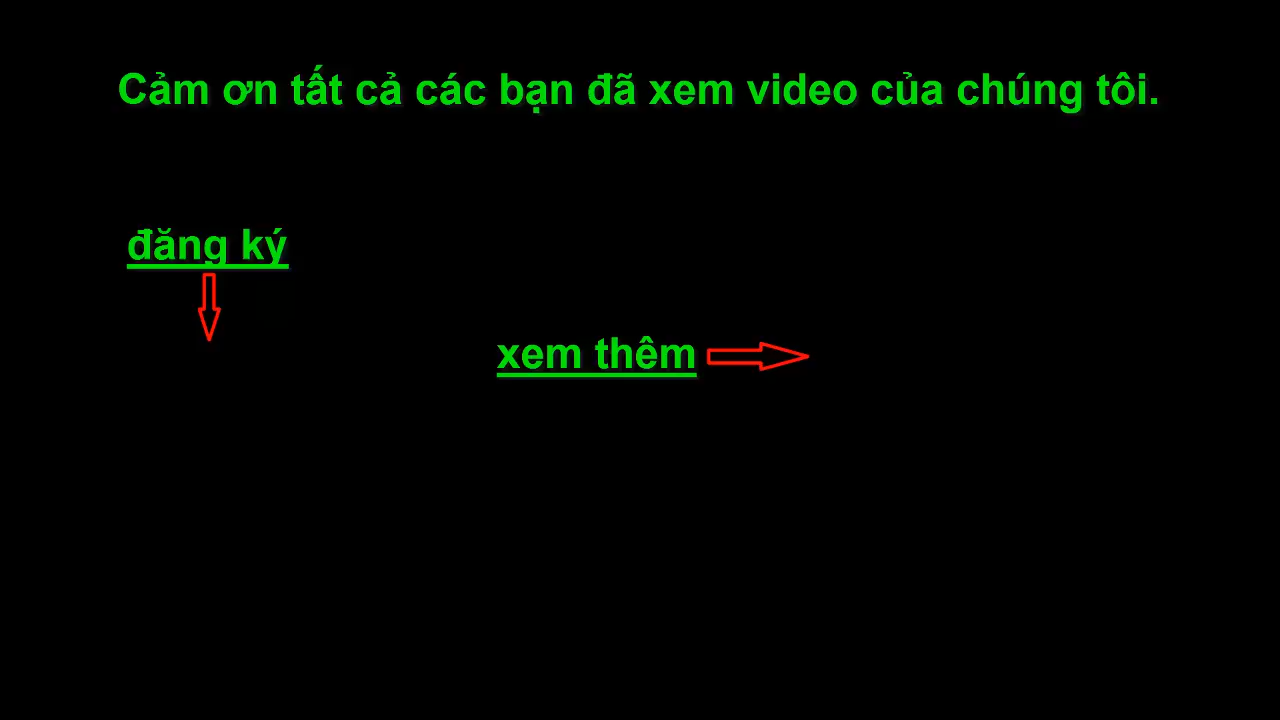 Cảm ơn tất cả các bạn đã xem video của chúng tôi.
đăng ký
xem thêm